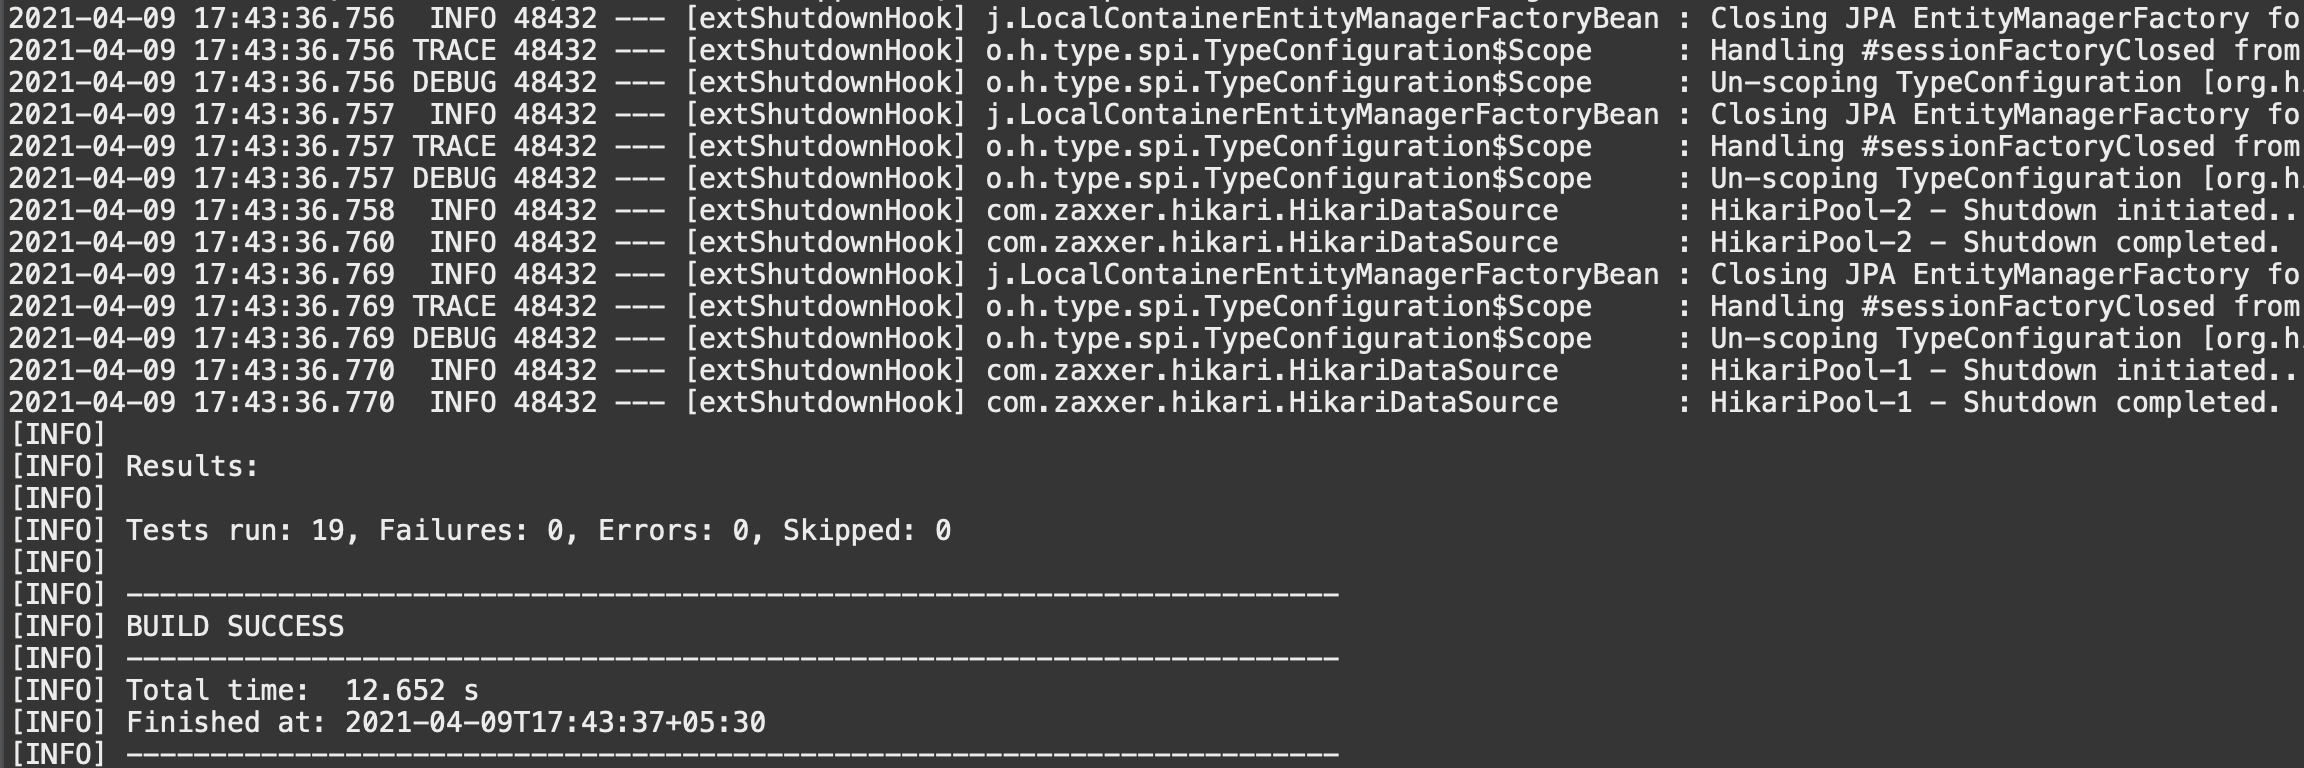 2021-04-09 17:43:36.756  INFO 48432 --- [extShutdownHook] j.LocalContainerEntityManagerFactoryBean : Closing JPA EntityManagerFactory fo
2021-04-09 17:43:36.756 TRACE 48432 --- [extShutdownHook] o.h.type.spi.TypeConfiguration$Scope     : Handling #sessionFactoryClosed from
2021-04-09 17:43:36.756 DEBUG 48432 --- [extShutdownHook] o.h.type.spi.TypeConfiguration$Scope     : Un-scoping TypeConfiguration [org.h
2021-04-09 17:43:36.757  INFO 48432 --- [extShutdownHook] j.LocalContainerEntityManagerFactoryBean : Closing JPA EntityManagerFactory fo
2021-04-09 17:43:36.757 TRACE 48432 --- [extShutdownHook] o.h.type.spi.TypeConfiguration$Scope     : Handling #sessionFactoryClosed from
2021-04-09 17:43:36.757 DEBUG 48432 --- [extShutdownHook] o.h.type.spi.TypeConfiguration$Scope     : Un-scoping TypeConfiguration [org.h
2021-04-09 17:43:36.758  INFO 48432 --- [extShutdownHook] com.zaxxer.hikari.HikariDataSource       : HikariPool-2 - Shutdown initiated..
2021-04-09 17:43:36.760  INFO 48432 --- [extShutdownHook] com.zaxxer.hikari.HikariDataSource       : HikariPool-2 - Shutdown completed.
2021-04-09 17:43:36.769  INFO 48432 --- [extShutdownHook] j.LocalContainerEntityManagerFactoryBean : Closing JPA EntityManagerFactory fo
2021-04-09 17:43:36.769 TRACE 48432 --- [extShutdownHook] o.h.type.spi.TypeConfiguration$Scope     : Handling #sessionFactoryClosed from
2021-04-09 17:43:36.769 DEBUG 48432 --- [extShutdownHook] o.h.type.spi.TypeConfiguration$Scope     : Un-scoping TypeConfiguration [org.h
2021-04-09 17:43:36.770  INFO 48432 --- [extShutdownHook] com.zaxxer.hikari.HikariDataSource       : HikariPool-1 - Shutdown initiated..
2021-04-09 17:43:36.770  INFO 48432 --- [extShutdownHook] com.zaxxer.hikari.HikariDataSource       : HikariPool-1 - Shutdown completed.
[INFO]
[INFO] Results:
[INFO]
[INFO] Tests run: 19, Failures: 0, Errors: 0, Skipped: 0
[INFO]
[INFO] ------------------------------------------------------------------------
[INFO] BUILD SUCCESS
[INFO] ------------------------------------------------------------------------
[INFO] Total time:  12.652 s
[INFO] Finished at: 2021-04-09T17:43:37+05:30
[INFO] ------------------------------------------------------------------------